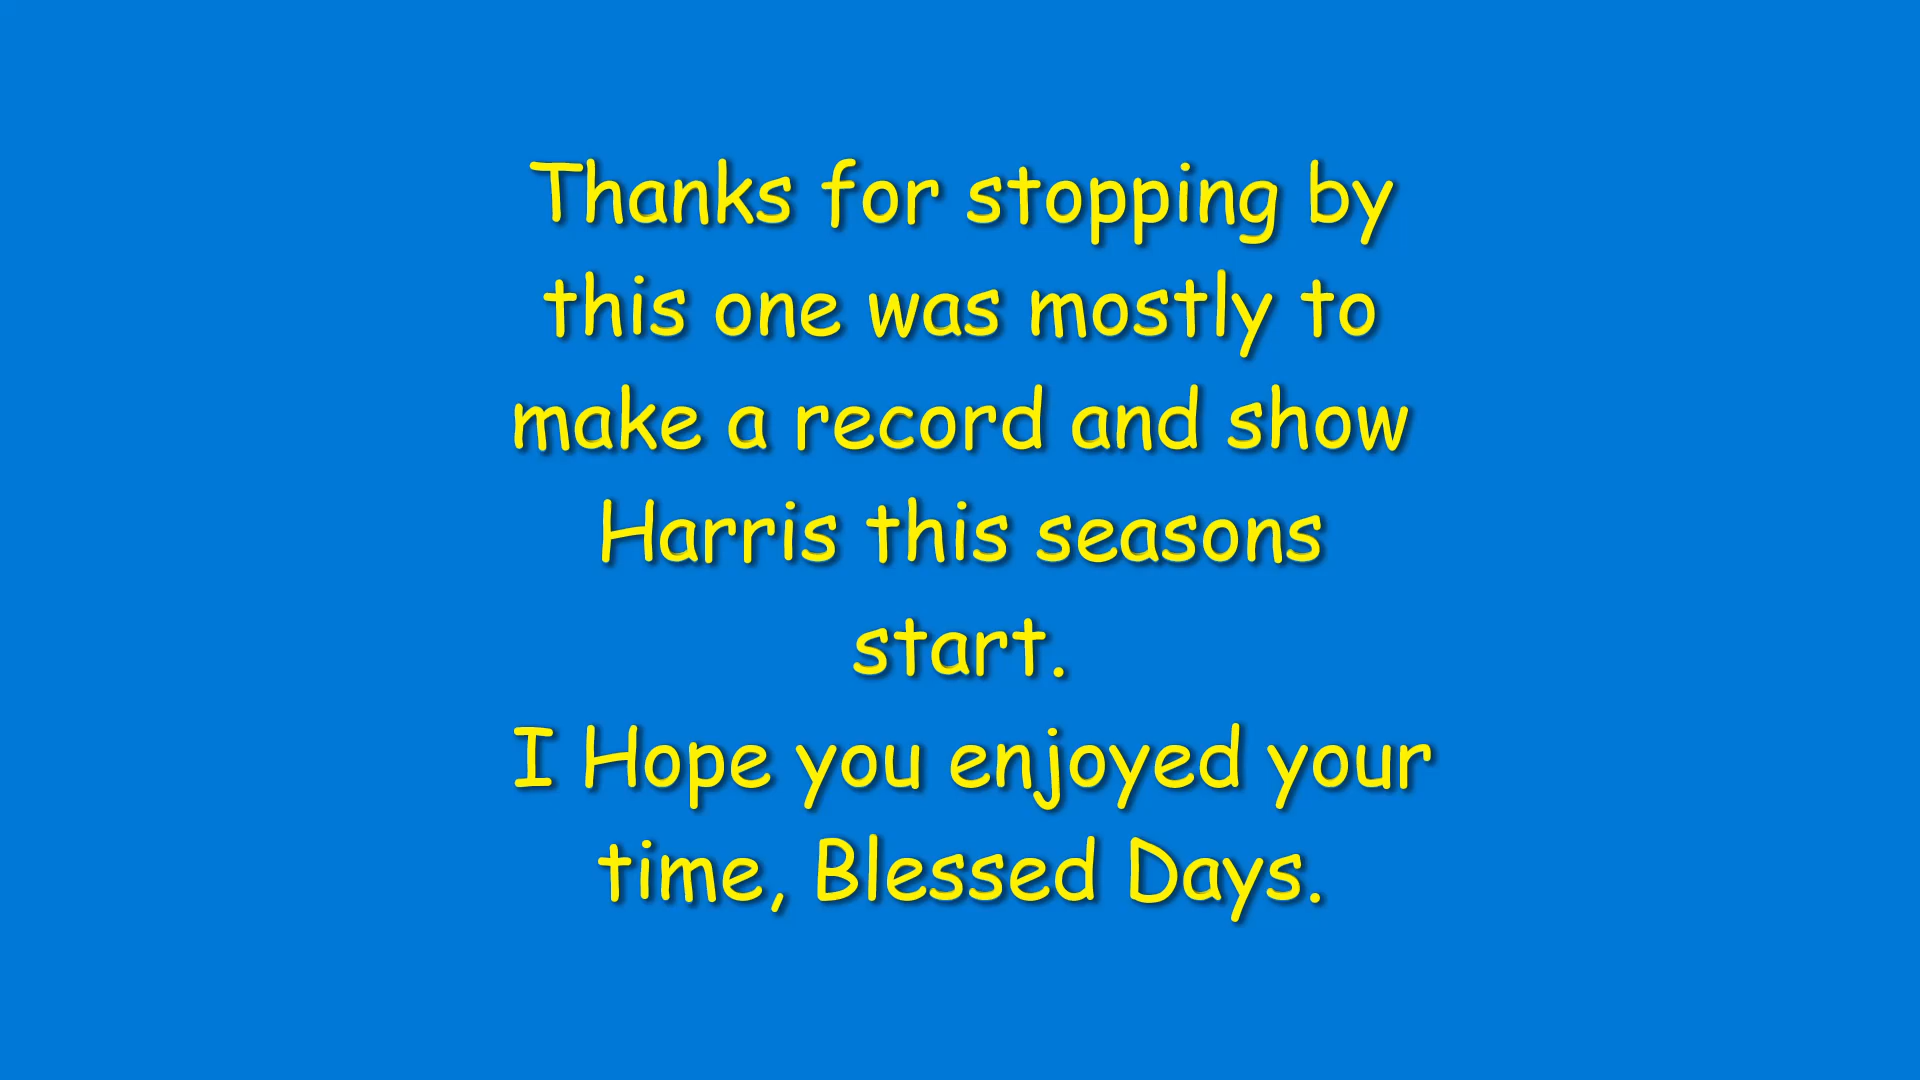 Thanks for stopping by
this one was mostly to
make a record and show
Harris this seasons
start.
I Hope you enjoyed your
time, Blessed Days.